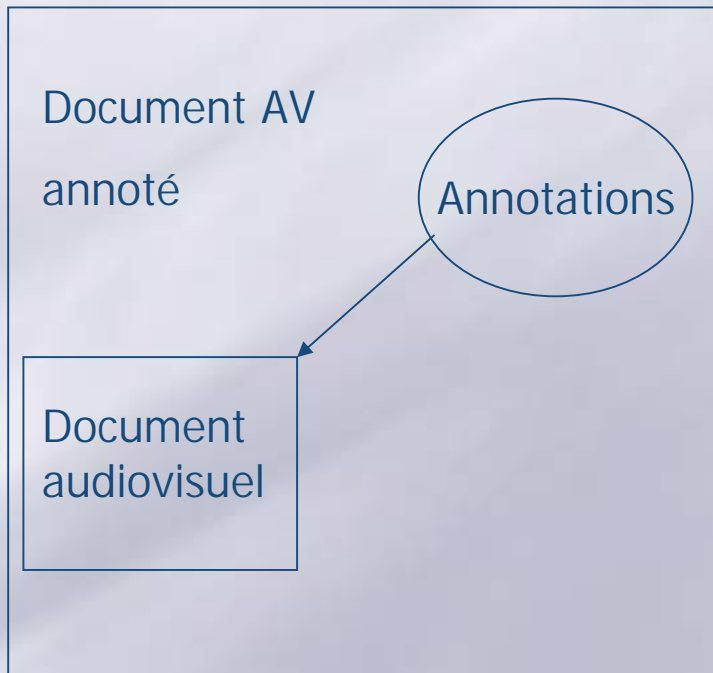 Document AV
annoté
Annotations
Document
audiovisuel